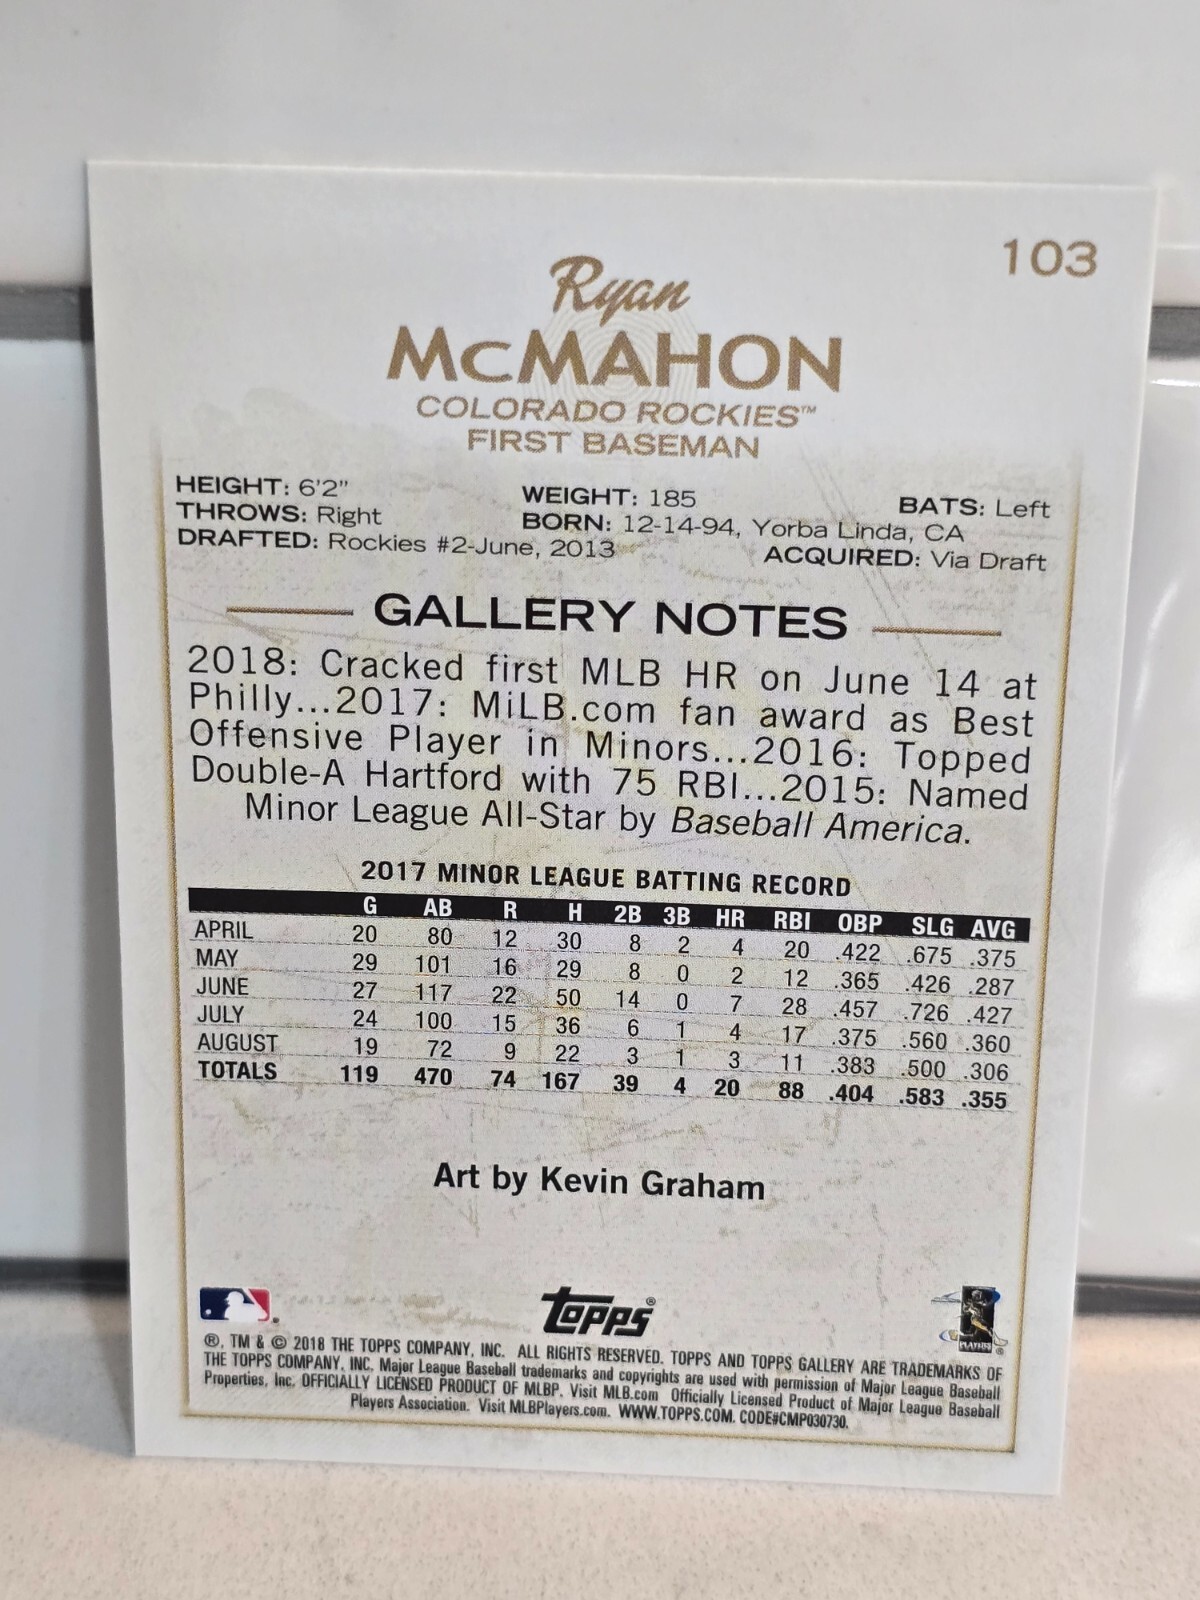 103
Ryan
McMAHON
COLORADO ROCKIES™
FIRST BASEMAN
HEIGHT: 6'2" WEIGHT: 185 BATS: Left
THROWS: Right BORN: 12-14-94, Yorba Linda, CA
DRAFTED: Rockies #2-June, 2013 ACQUIRED: Via Draft
GALLERY NOTES
2018: Cracked first MLB HR on June 14 at
Philly...2017: MiLB.com fan award as Best
Offensive Player in Minors...2016: Topped
Double-A Hartford with 75 RBI...2015: Named
Minor League All-Star by Baseball America.
2017 MINOR LEAGUE BATTING RECORD
G AB R H 2B 3B HR RBI OBP SLG AVG
APRIL 20 80 12 30 8 2 4 20 .422 .675 .375
MAY 29 101 16 29 8 0 2 12 .365 .426 .287
JUNE 27 117 22 50 14 0 7 28 .457 .726 .427
JULY 24 100 15 36 6 1 4 17 .375 .560 .360
AUGUST 19 72 9 22 3 1 3 11 .383 .500 .306
TOTALS 119 470 74 167 39 4 20 88 .404 .583 .355
Art by Kevin Graham
Topps®
PLAYERS ®
®, TM & © 2018 THE TOPPS COMPANY, INC. ALL RIGHTS RESERVED. TOPPS AND TOPPS GALLERY ARE TRADEMARKS OF
THE TOPPS COMPANY, INC. Major League Baseball trademarks and copyrights are used with permission of Major League Baseball
Properties, Inc. OFFICIALLY LICENSED PRODUCT OF MLBP. Visit MLB.com Officially Licensed Product of Major League Baseball
Players Association. Visit MLBPlayers.com. WWW.TOPPS.COM. CODE#CMP030730.